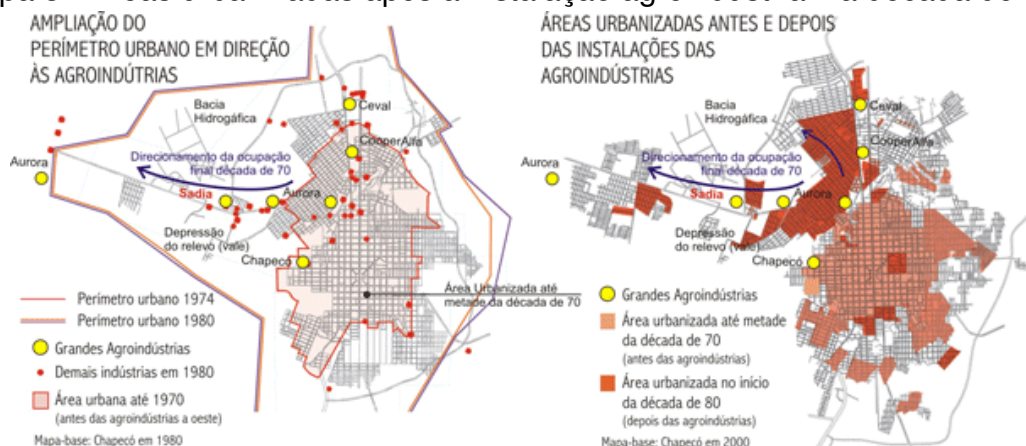 AMPLIAÇÃO DO
PERÍMETRO URBANO EM DIREÇÃO
ÀS AGROINDÚTRIAS
Bacia
Hidrogáfica
Ceval
CooperAlfa
Aurora
Direcionamento da ocupação
final década de 70
Sadia
Aurora
Depressão
do relevo (vale)
Chapecó
Área Urbanizada até
metade da década de 70
Perímetro urbano 1974
Perímetro urbano 1980
Grandes Agroindústrias
Demais indústrias em 1980
Área urbana até 1970
(antes das agroindústrias a oeste)
Mapa-base: Chapecó em 1980
ÁREAS URBANIZADAS ANTES E DEPOIS
DAS INSTALAÇÕES DAS
AGROINDÚSTRIAS
Bacia
Hidrogáfica
Ceval
CooperAlfa
Aurora
Direcionamento da ocupação
final década de 70
Sadia
Aurora
Depressão
do relevo (vale)
Chapecó
Grandes Agroindústrias
Área urbanizada até metade
da década de 70
(antes das agroindústrias)
Área urbanizada no início
da década de 80
(depois das agroindústrias)
Mapa-base: Chapecó em 2000